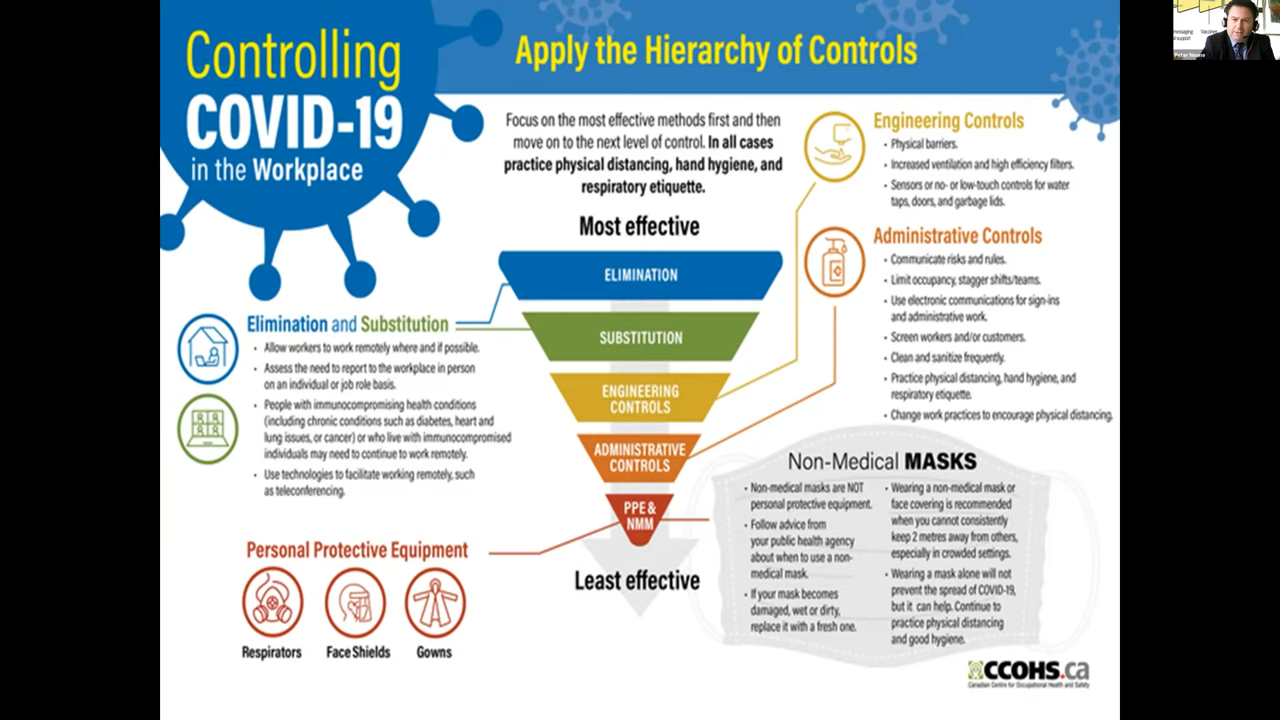 Controlling
COVID-19
in the Workplace
Apply the Hierarchy of Controls
Focus on the most effective methods first and then
move on to the next level of control. In all cases
practice physical distancing, hand hygiene, and
respiratory etiquette.
Most effective
ELIMINATION
SUBSTITUTION
ENGINEERING
CONTROLS
ADMINISTRATIVE
CONTROLS
PPE &
NMM
Least effective
Elimination and Substitution
• Allow workers to work remotely where and if possible.
• Assess the need to report to the workplace in person
on an individual or job role basis.
• People with immunocompromising health conditions
(including chronic conditions such as diabetes, heart and
lung issues, or cancer) or who live with immunocompromised
individuals may need to continue to work remotely.
• Use technologies to facilitate working remotely, such
as teleconferencing.
Personal Protective Equipment
Respirators
Face Shields
Gowns
Engineering Controls
• Physical barriers.
• Increased ventilation and high efficiency filters.
• Sensors or no- or low-touch controls for water
taps, doors, and garbage lids.
Administrative Controls
• Communicate risks and rules.
• Limit occupancy, stagger shifts/teams.
• Use electronic communications for sign-ins
and administrative work.
• Screen workers and/or customers.
• Clean and sanitize frequently.
• Practice physical distancing, hand hygiene, and
respiratory etiquette.
• Change work practices to encourage physical distancing.
Non-Medical MASKS
• Non-medical masks are NOT
personal protective equipment.
• Follow advice from
your public health agency
about when to use a non-
medical mask.
• If your mask becomes
damaged, wet or dirty,
replace it with a fresh one.
• Wearing a non-medical mask or
face covering is recommended
when you cannot consistently
keep 2 metres away from others,
especially in crowded settings.
• Wearing a mask alone will not
prevent the spread of COVID-19,
but it can help. Continue to
practice physical distancing
and good hygiene.
CCOHS.ca
Canadian Centre for Occupational Health and Safety
messaging
support
Vaccines
Peter Noone